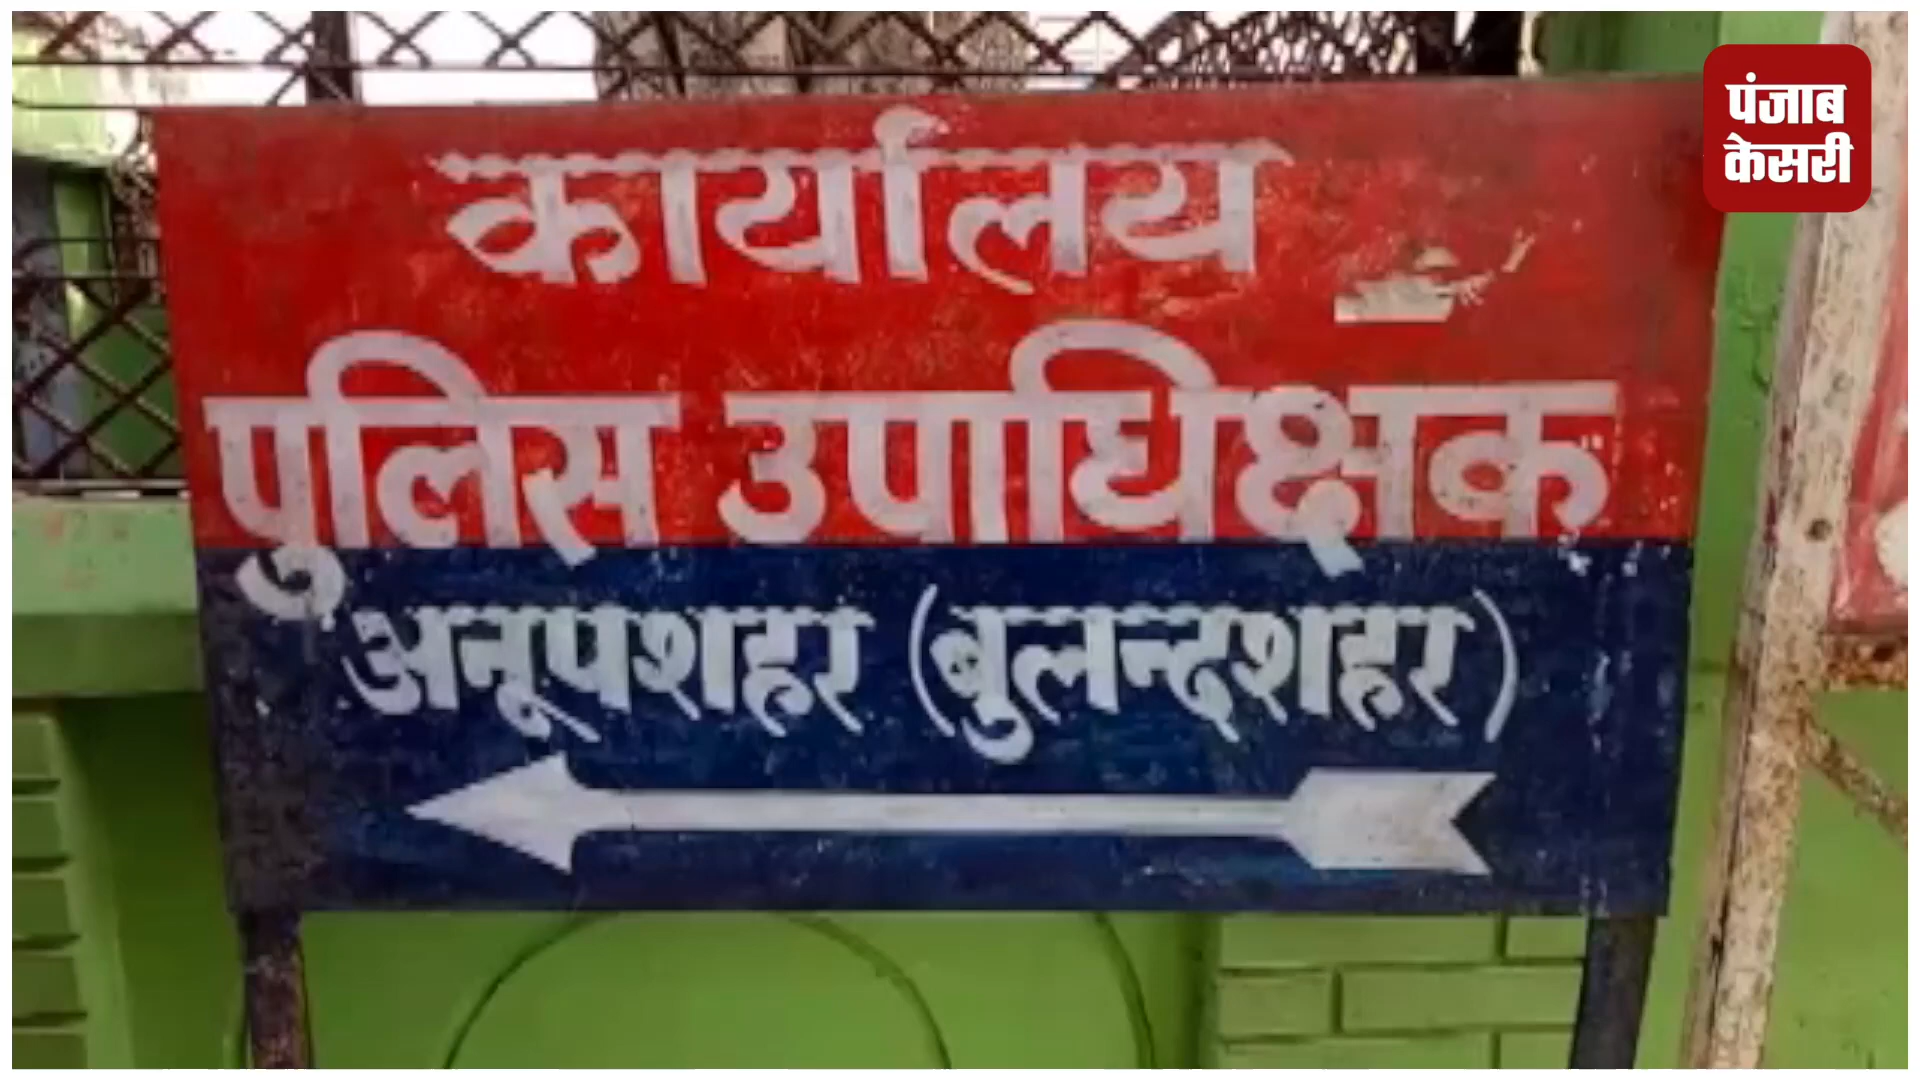 पंजाब
केसरी
कार्यालय
पुलिस उपाधिक्षक
अनूपशहर (बुलन्दशहर)